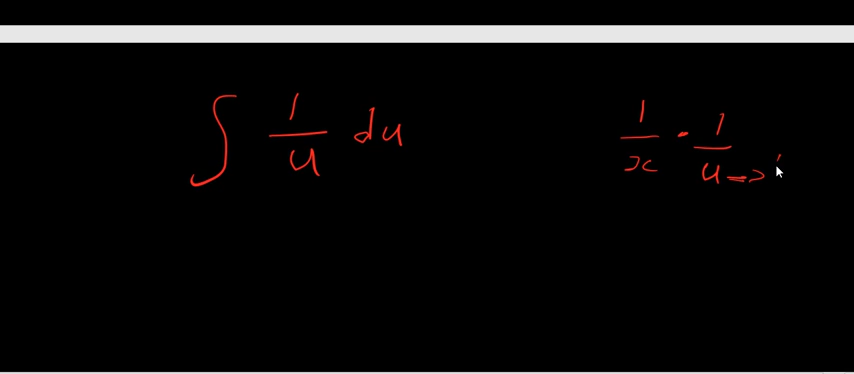 ∫ 1/u du
1/x · 1/u =>